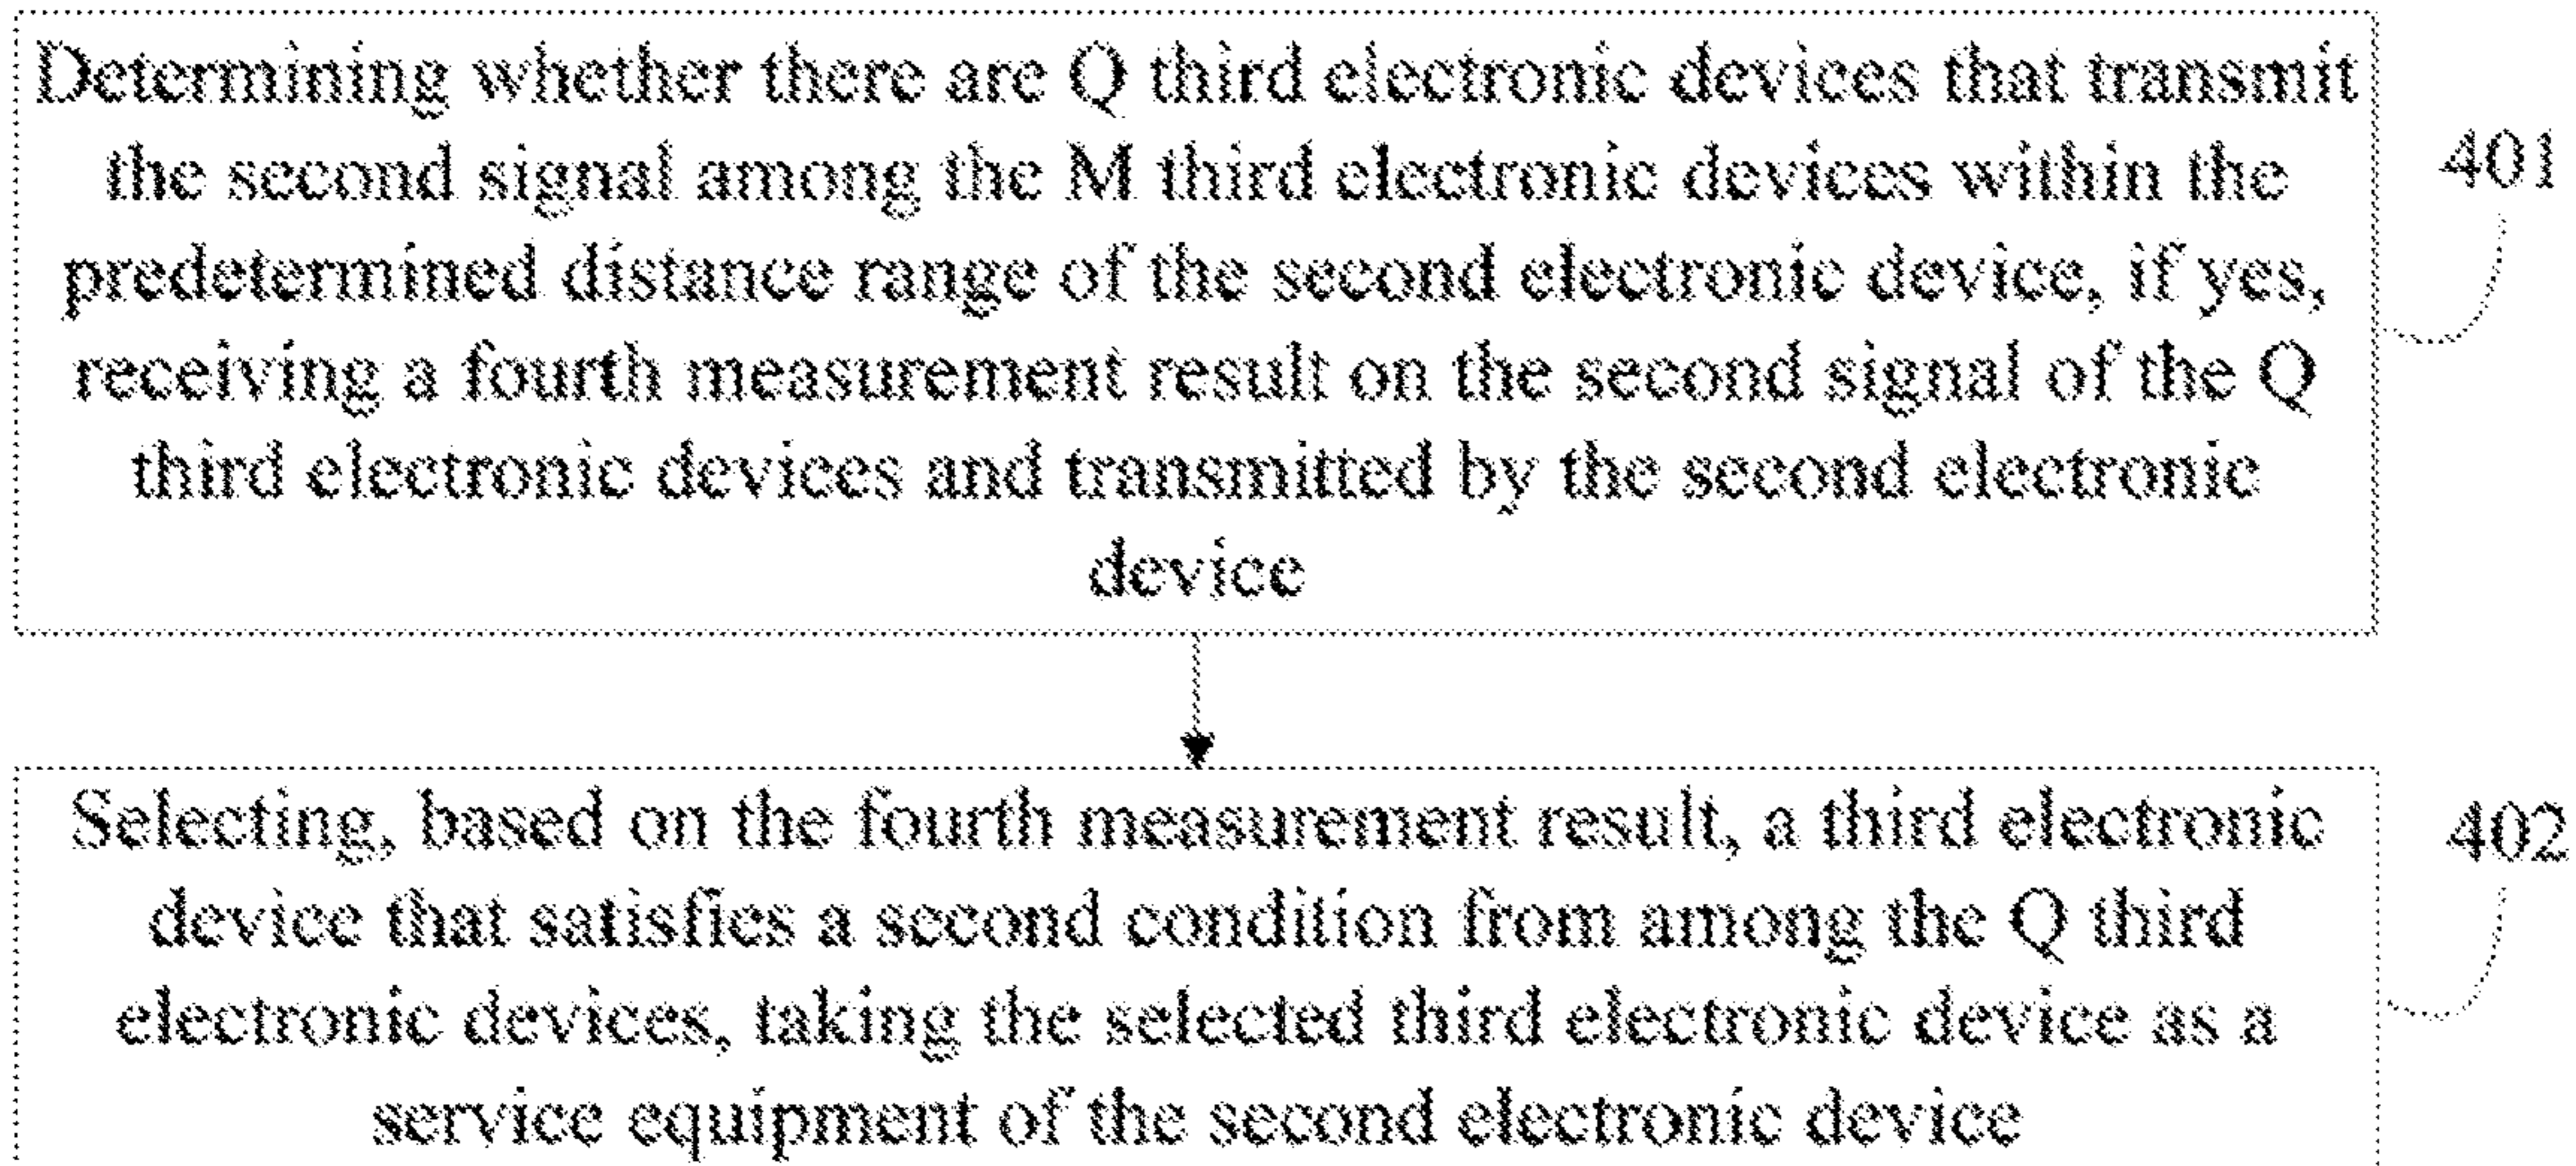 Determining whether there are Q third electronic devices that transmit
the second signal among the M third electronic devices within the
predetermined distance range of the second electronic device, if yes,
receiving a fourth measurement result on the second signal of the Q
third electronic devices and transmitted by the second electronic
device
401
Selecting, based on the fourth measurement result, a third electronic
device that satisfies a second condition from among the Q third
electronic devices, taking the selected third electronic device as a
service equipment of the second electronic device
402